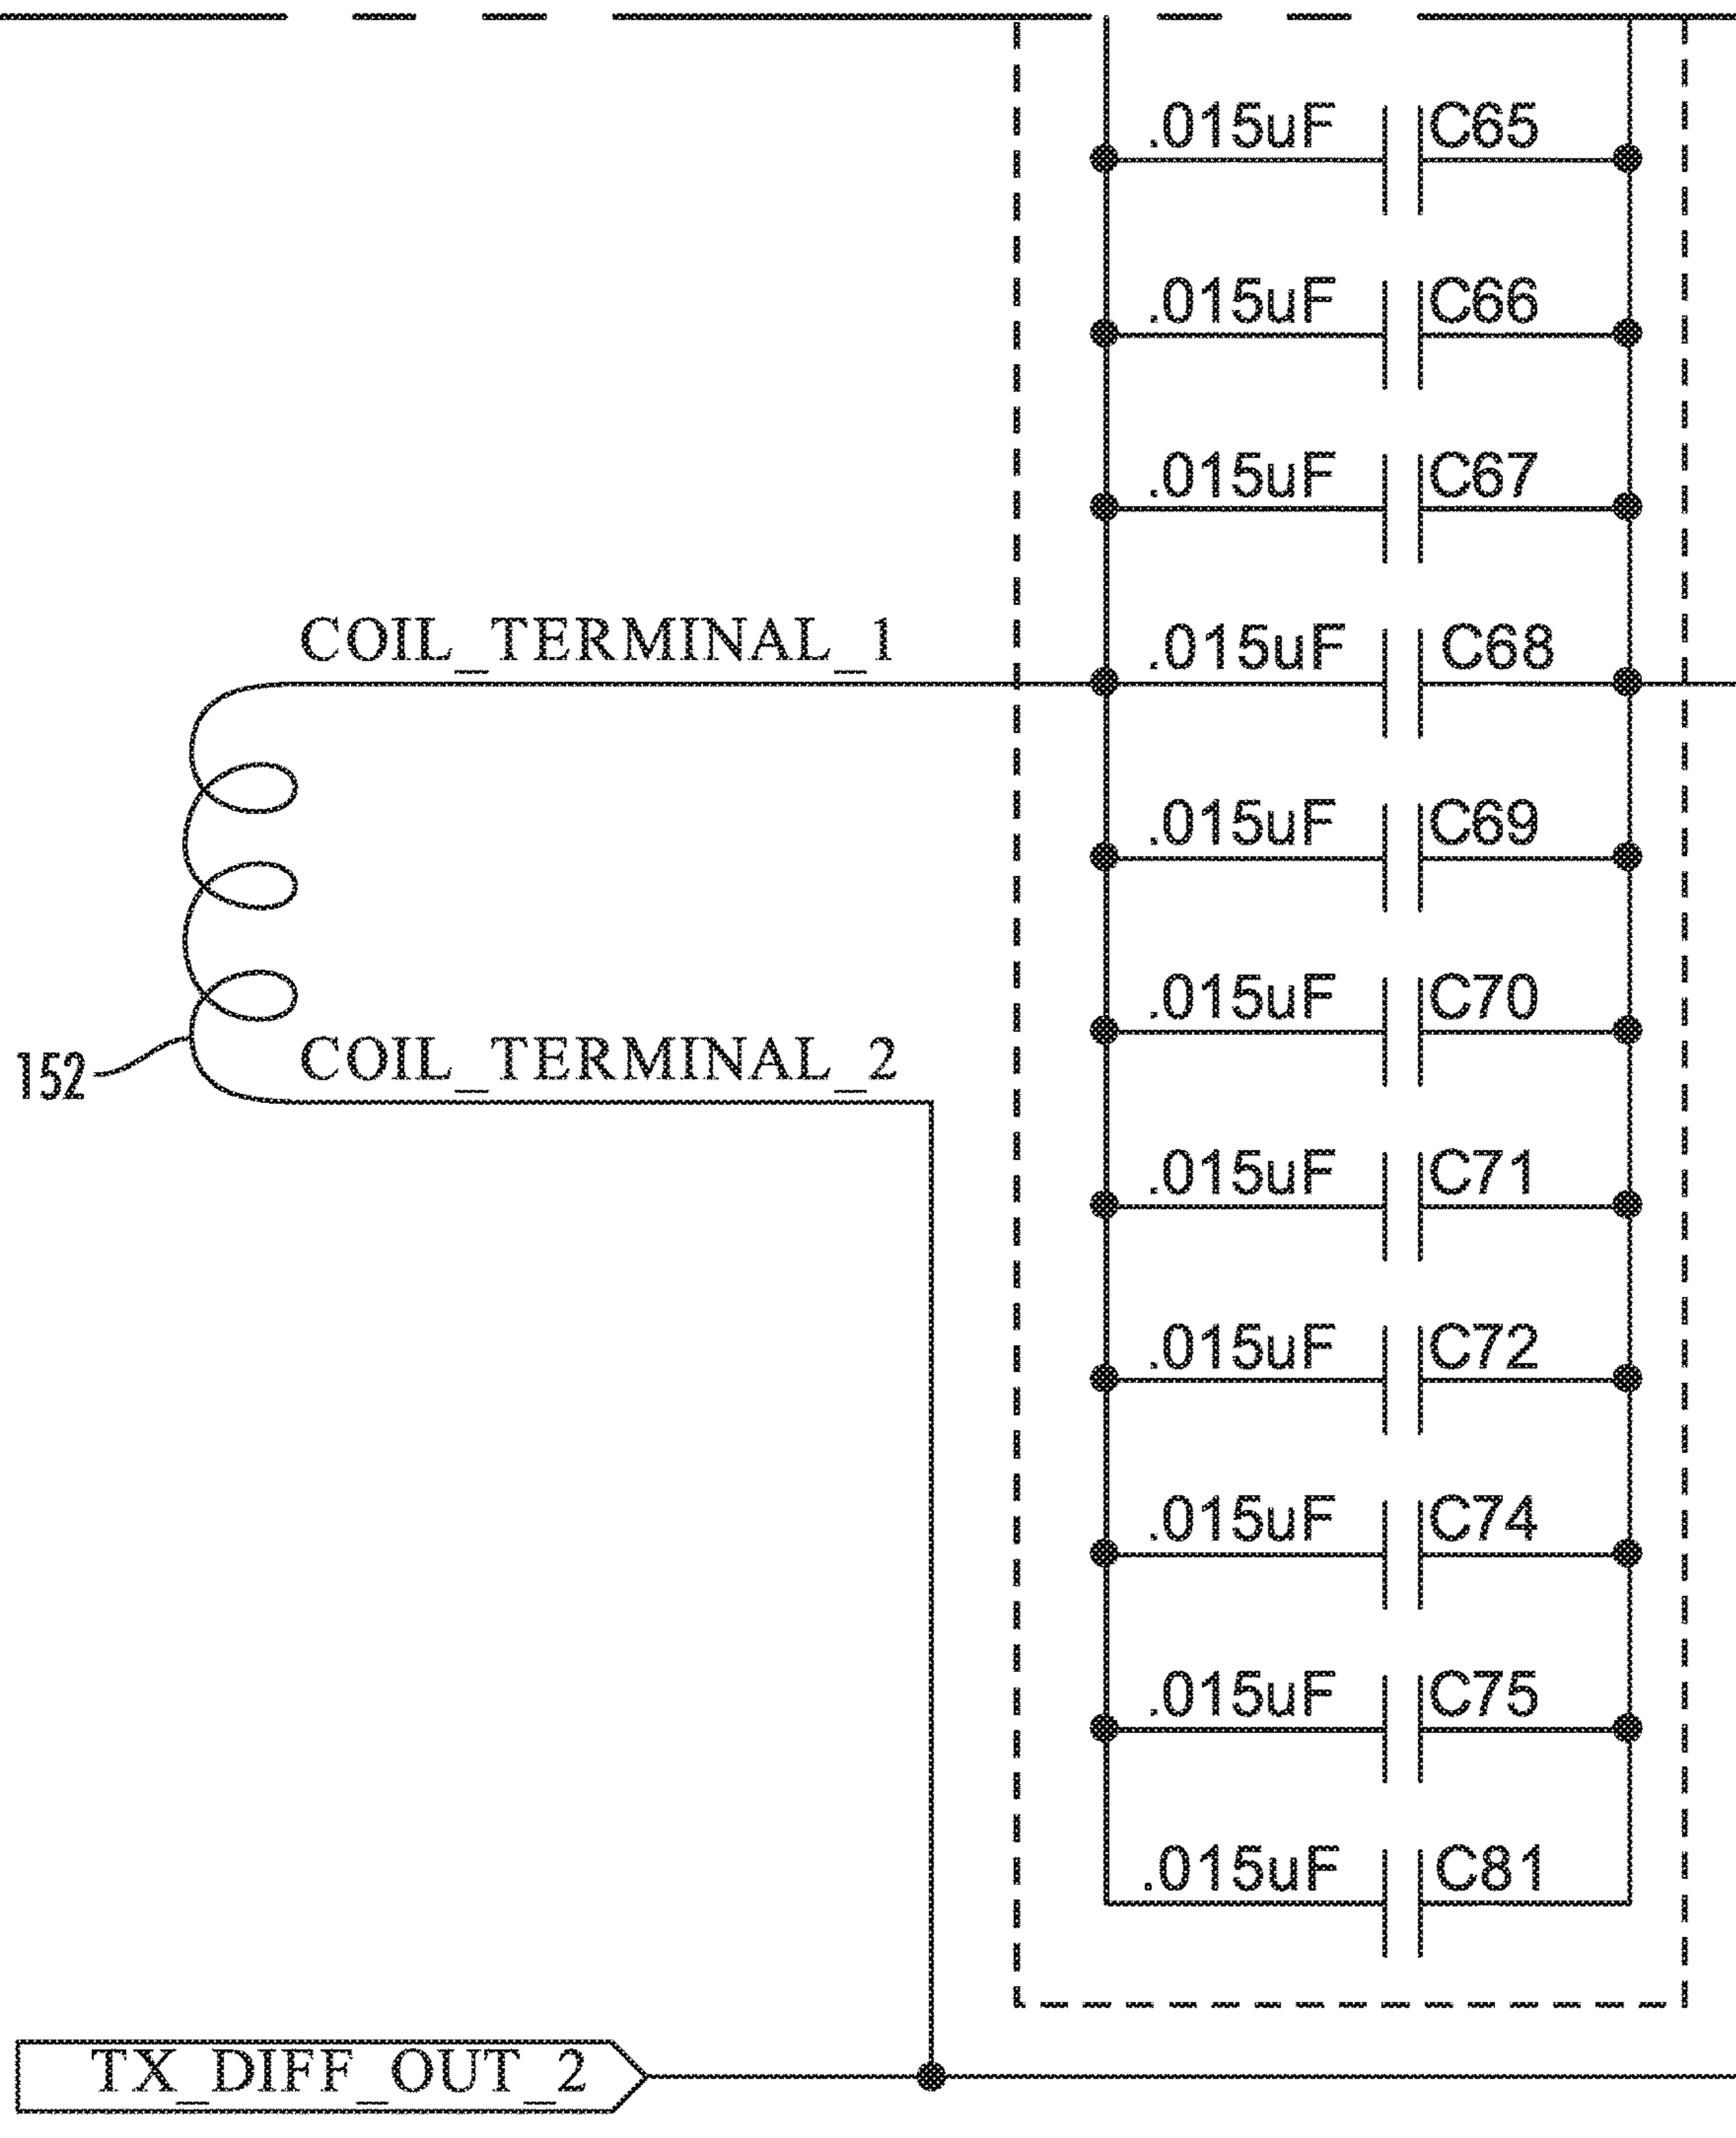 .015uF C65
.015uF C66
.015uF C67
COIL_TERMINAL_1 .015uF C68
.015uF C69
.015uF C70
152 COIL_TERMINAL_2
.015uF C71
.015uF C72
.015uF C74
.015uF C75
.015uF C81
TX_DIFF_OUT_2